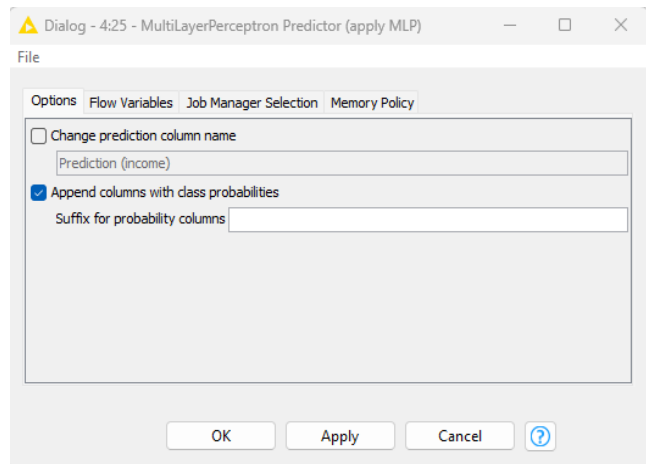 Dialog - 4:25 - MultiLayerPerceptron Predictor (apply MLP)
File
Options Flow Variables Job Manager Selection Memory Policy
Change prediction column name
Prediction (income)
Append columns with class probabilities
Suffix for probability columns
OK Apply Cancel ?